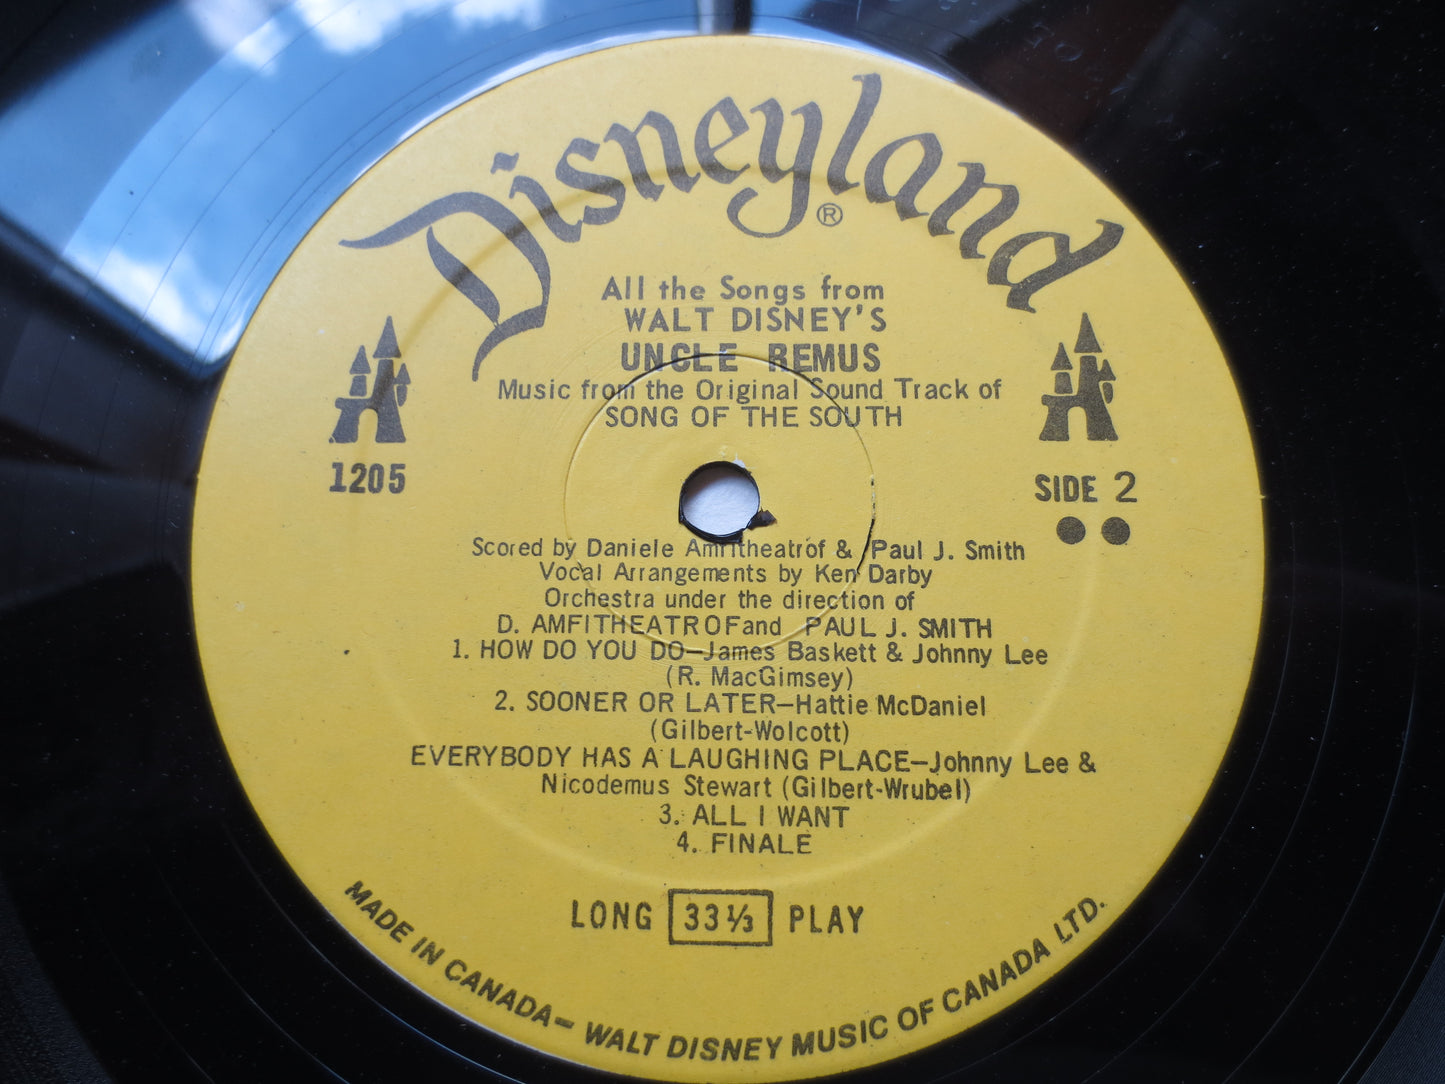 Disneyland
®
All the Songs from
WALT DISNEY'S
UNCLE REMUS
Music from the Original Sound Track of
SONG OF THE SOUTH
1205
SIDE 2
Scored by Daniele Amfitheatrof & Paul J. Smith
Vocal Arrangements by Ken Darby
Orchestra under the direction of
D. AMFITHEATROF and PAUL J. SMITH
1. HOW DO YOU DO—James Baskett & Johnny Lee
(R. MacGimsey)
2. SOONER OR LATER—Hattie McDaniel
(Gilbert-Wolcott)
EVERYBODY HAS A LAUGHING PLACE—Johnny Lee &
Nicodemus Stewart (Gilbert-Wrubel)
3. ALL I WANT
4. FINALE
LONG 33 1/3 PLAY
MADE IN CANADA— WALT DISNEY MUSIC OF CANADA LTD.